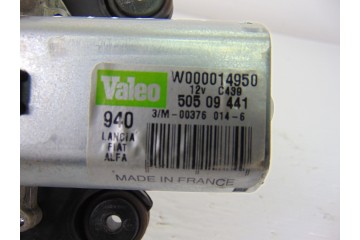 Valeo
W000014950
12v C439
505 09 441
940
3/M-00376 014-6
LANCIA
FIAT
ALFA
MADE IN FRANCE